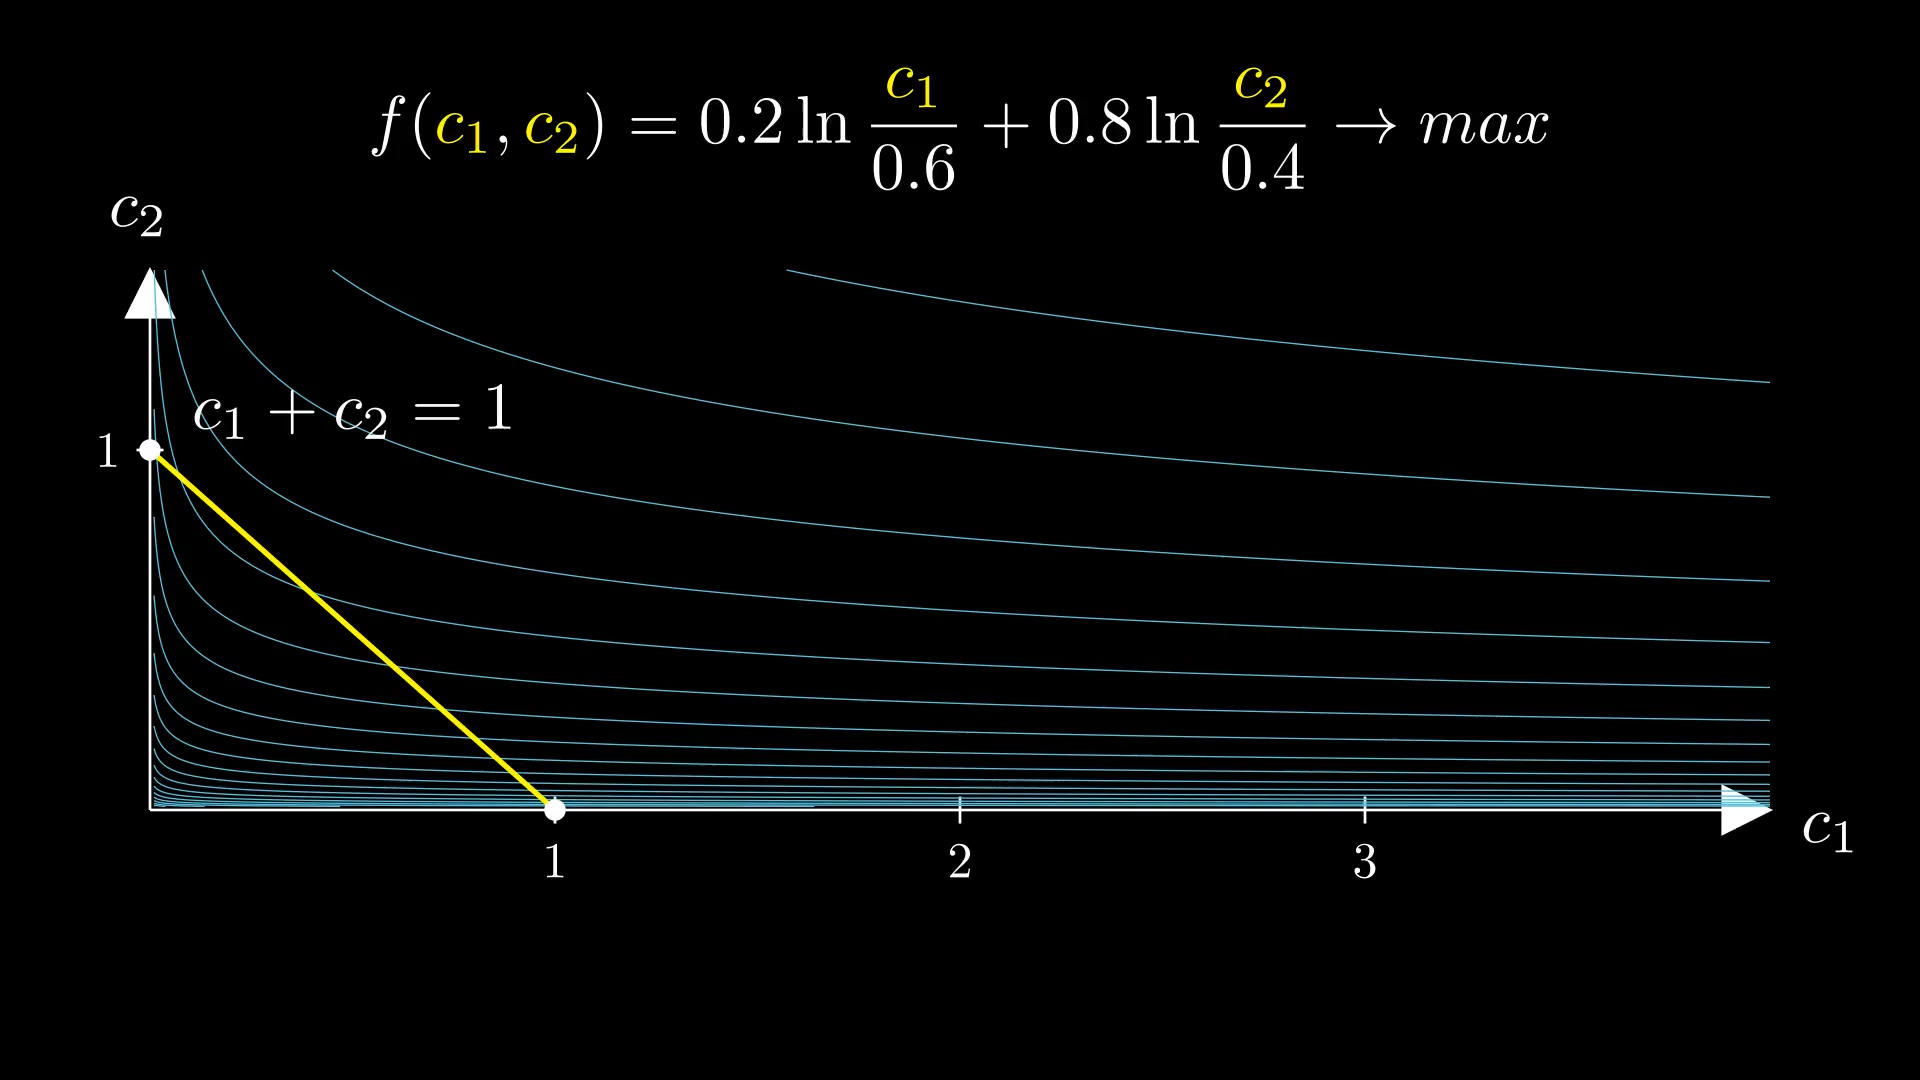 f(c₁, c₂) = 0.2 ln c₁/0.6 + 0.8 ln c₂/0.4 → max
c₂
c₁ + c₂ = 1
1
c₁
1 2 3